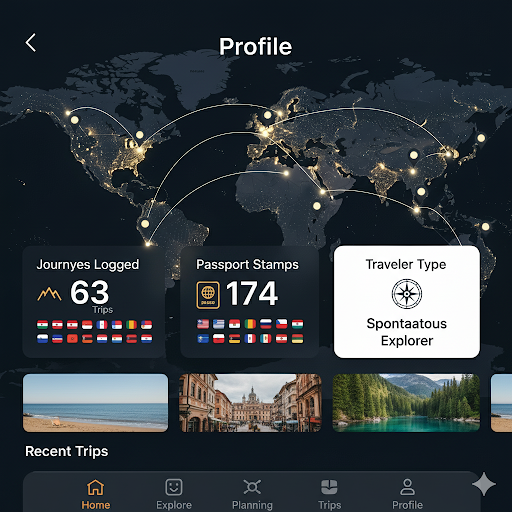 Profile
Journyes Logged
63
Trips
Passport Stamps
174
Traveler Type
Spontaatous
Explorer
Recent Trips
Home
Explore
Planning
Trips
Profile